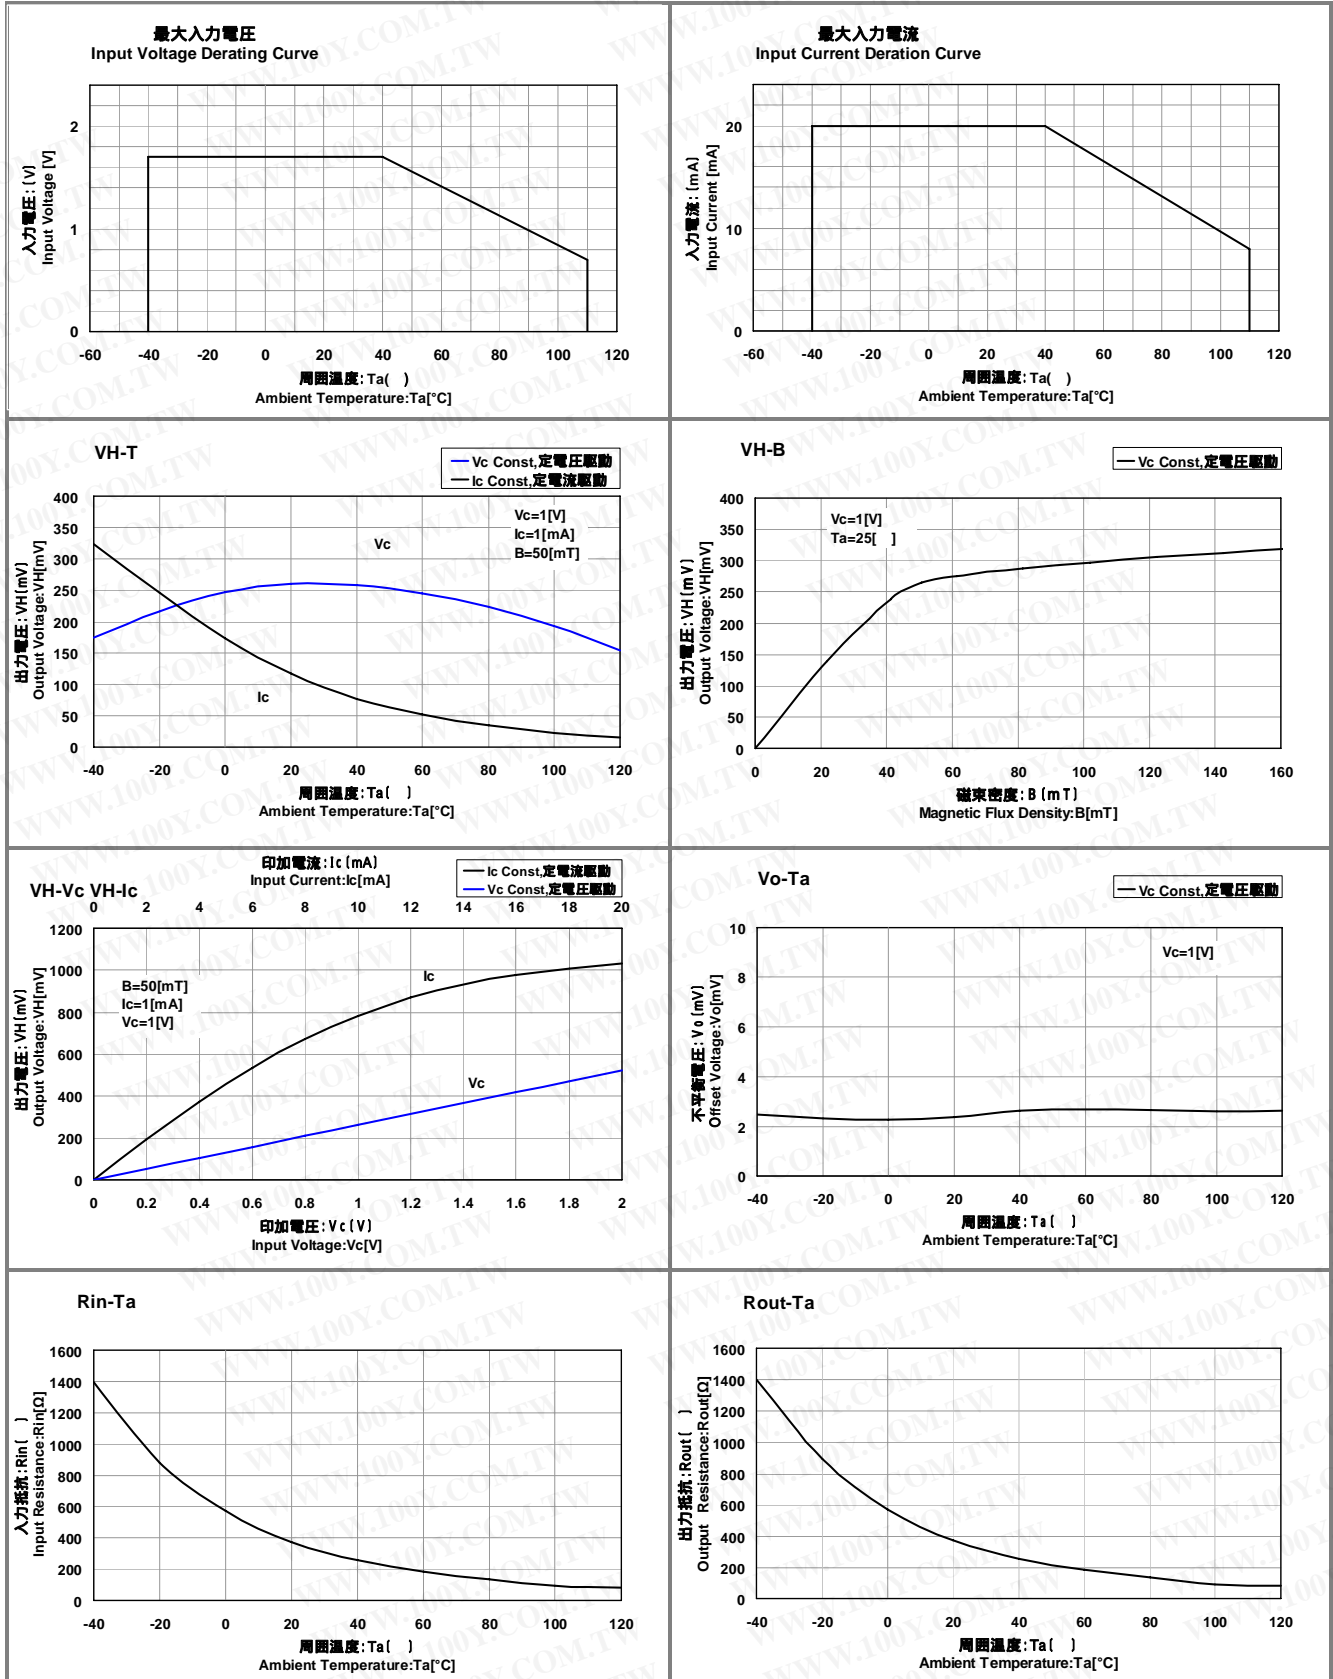 最大入力電圧
Input Voltage Derating Curve
2
1
0
入力電圧:(V)
Input Voltage [V]
-60 -40 -20 0 20 40 60 80 100 120
周囲温度:Ta( )
Ambient Temperature:Ta[°C]
最大入力電流
Input Current Deration Curve
20
10
0
入力電流:(mA)
Input Current [mA]
-60 -40 -20 0 20 40 60 80 100 120
周囲温度:Ta( )
Ambient Temperature:Ta[°C]
VH-T
Vc Const,定電圧駆動
Ic Const,定電流駆動
400
350
300
250
200
150
100
50
0
出力電圧:VH(mV)
Output Voltage:VH[mV]
Vc=1[V]
Ic=1[mA]
B=50[mT]
Vc
Ic
-40 -20 0 20 40 60 80 100 120
周囲温度:Ta( )
Ambient Temperature:Ta[°C]
VH-B
Vc Const,定電圧駆動
400
350
300
250
200
150
100
50
0
出力電圧:VH(mV)
Output Voltage:VH[mV]
Vc=1[V]
Ta=25[ ]
0 20 40 60 80 100 120 140 160
磁束密度:B(mT)
Magnetic Flux Density:B[mT]
VH-Vc VH-Ic
印加電流:Ic(mA)
Input Current:Ic[mA]
Ic Const,定電流駆動
Vc Const,定電圧駆動
0 2 4 6 8 10 12 14 16 18 20
1200
1000
800
600
400
200
0
出力電圧:VH(mV)
Output Voltage:VH[mV]
B=50[mT]
Ic=1[mA]
Vc=1[V]
Ic
Vc
0 0.2 0.4 0.6 0.8 1 1.2 1.4 1.6 1.8 2
印加電圧:Vc(V)
Input Voltage:Vc[V]
Vo-Ta
Vc Const,定電圧駆動
10
8
6
4
2
0
不平衡電圧:Vo(mV)
Offset Voltage:Vo[mV]
Vc=1[V]
-40 -20 0 20 40 60 80 100 120
周囲温度:Ta( )
Ambient Temperature:Ta[°C]
Rin-Ta
1600
1400
1200
1000
800
600
400
200
0
入力抵抗:Rin( )
Input Resistance:Rin[Ω]
-40 -20 0 20 40 60 80 100 120
周囲温度:Ta( )
Ambient Temperature:Ta[°C]
Rout-Ta
1600
1400
1200
1000
800
600
400
200
0
出力抵抗:Rout( )
Output Resistance:Rout[Ω]
-40 -20 0 20 40 60 80 100 120
周囲温度:Ta( )
Ambient Temperature:Ta[°C]
WWW.100Y.COM.TW